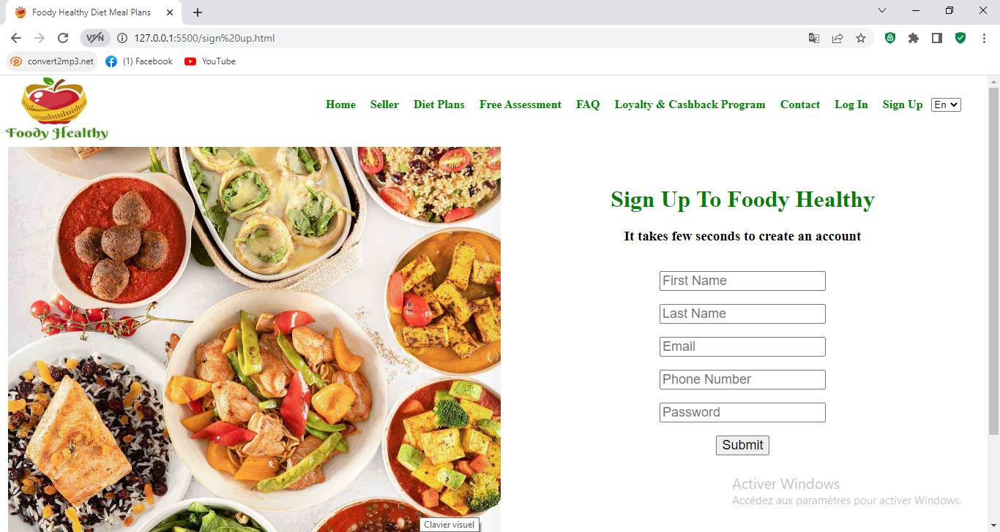 Foody Healthy Diet Meal Plans
VPN
127.0.0.1:5500/sign%20up.html
convert2mp3.net (1) Facebook YouTube
Foody Healthy
Home Seller Diet Plans Free Assessment FAQ Loyalty & Cashback Program Contact Log In Sign Up En
Sign Up To Foody Healthy
It takes few seconds to create an account
First Name
Last Name
Email
Phone Number
Password
Submit
Activer Windows
Accédez aux paramètres pour activer Windows.
Clavier visuel